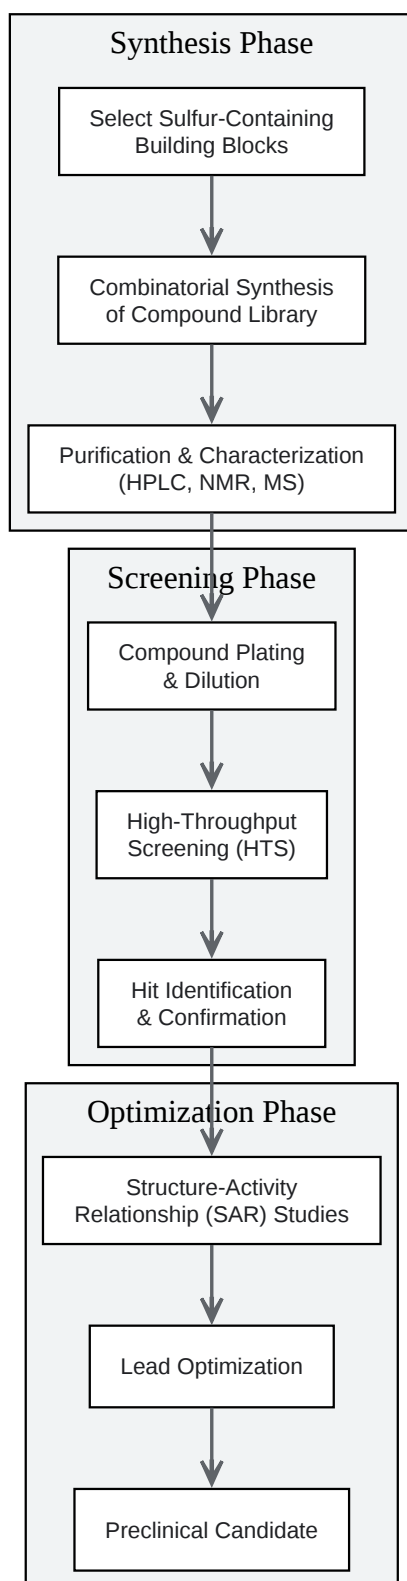 Synthesis Phase
Select Sulfur-Containing
Building Blocks
Combinatorial Synthesis
of Compound Library
Purification & Characterization
(HPLC, NMR, MS)
Screening Phase
Compound Plating
& Dilution
High-Throughput
Screening (HTS)
Hit Identification
& Confirmation
Optimization Phase
Structure-Activity
Relationship (SAR) Studies
Lead Optimization
Preclinical Candidate